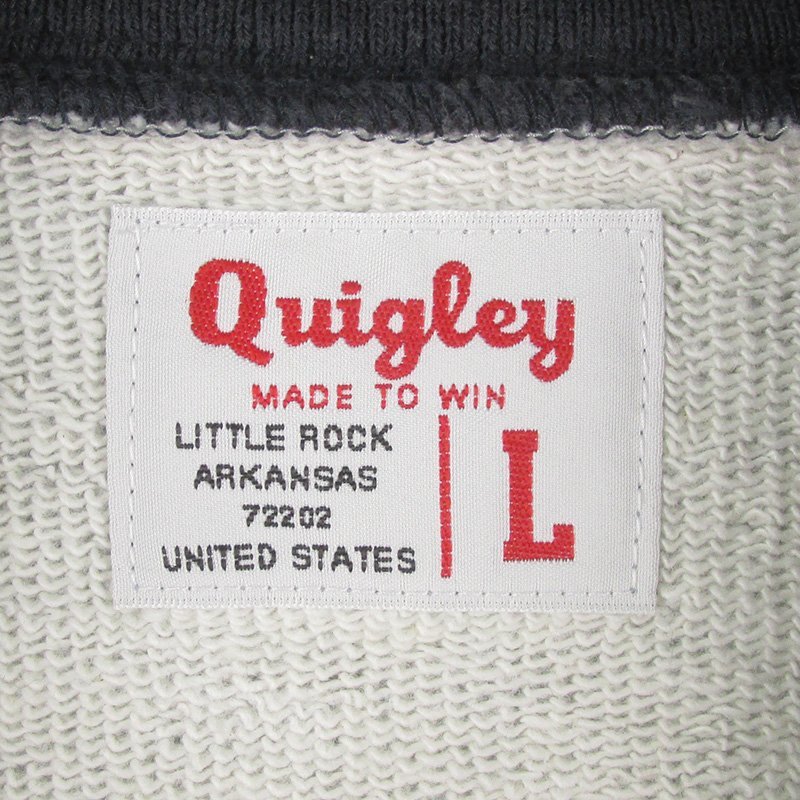 Quigley
MADE TO WIN
LITTLE ROCK
ARKANSAS
72202
UNITED STATES
L